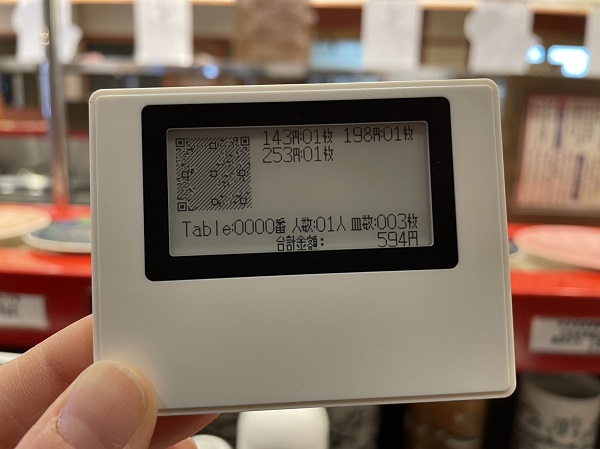 143円:01枚 198円:01枚
253円:01枚
Table:0000番 人数:01人 皿数:003枚
合計金額: 594円